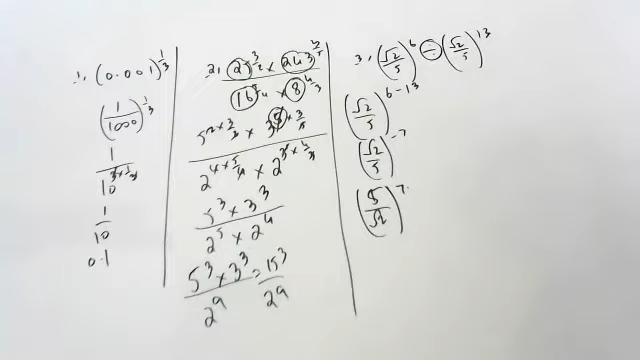 1. (0.001)^1/3
(1/1000)^1/3
1/10^3×1/3
1/10
0.1
2. 25^3/2 × 243^3/5
16^5/4 × 8^4/3
5^2×3/2 × 3^5×3/5
2^4×5/4 × 2^3×4/3
5^3 × 3^3
2^5 × 2^4
5^3 × 3^3 / 2^9 = 15^3 / 2^9
3. (√2/5)^6 ÷ (√2/5)^13
(√2/5)^6-13
(√2/5)^-7
(5/√2)^7.